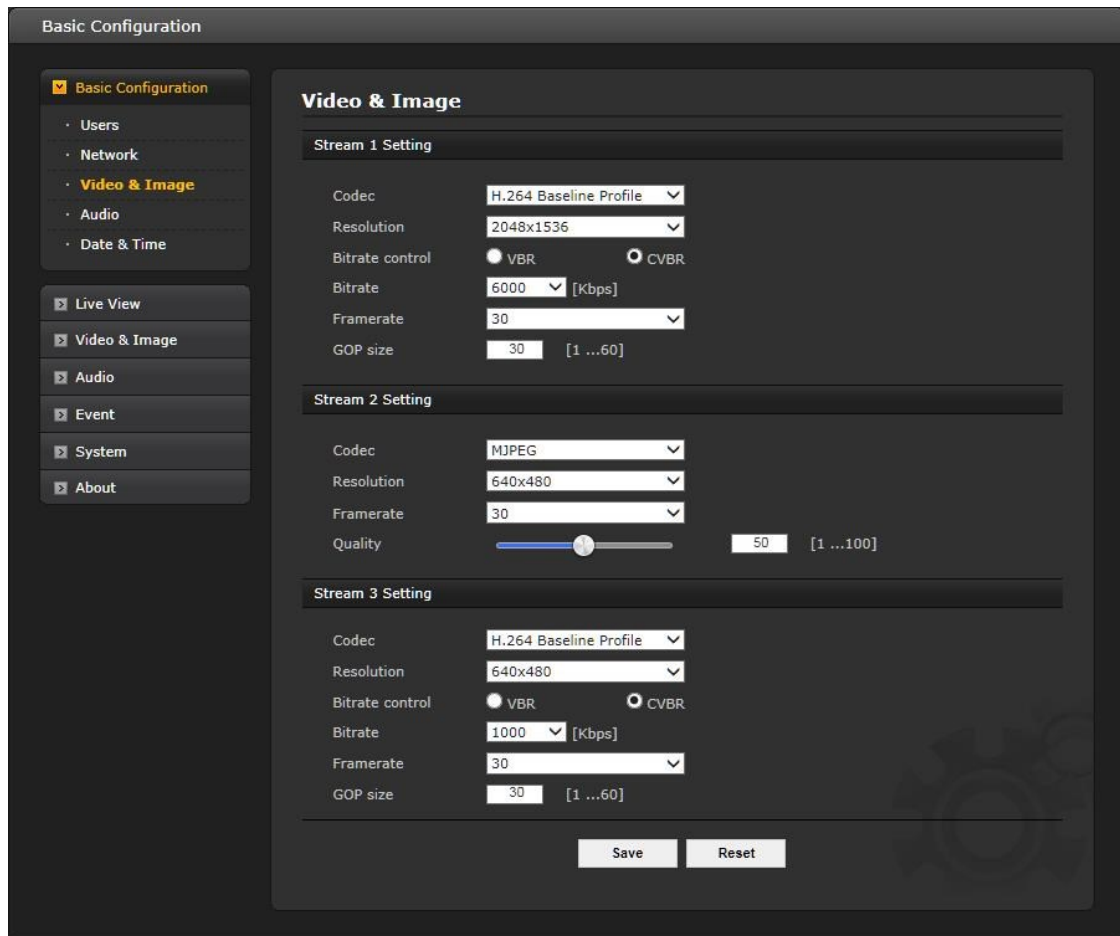 Basic Configuration
Basic Configuration
· Users
· Network
· Video & Image
· Audio
· Date & Time
Live View
Video & Image
Audio
Event
System
About
Video & Image
Stream 1 Setting
Codec H.264 Baseline Profile
Resolution 2048x1536
Bitrate control VBR CVBR
Bitrate 6000 [Kbps]
Framerate 30
GOP size 30 [1 ...60]
Stream 2 Setting
Codec MJPEG
Resolution 640x480
Framerate 30
Quality 50 [1 ...100]
Stream 3 Setting
Codec H.264 Baseline Profile
Resolution 640x480
Bitrate control VBR CVBR
Bitrate 1000 [Kbps]
Framerate 30
GOP size 30 [1 ...60]
Save Reset